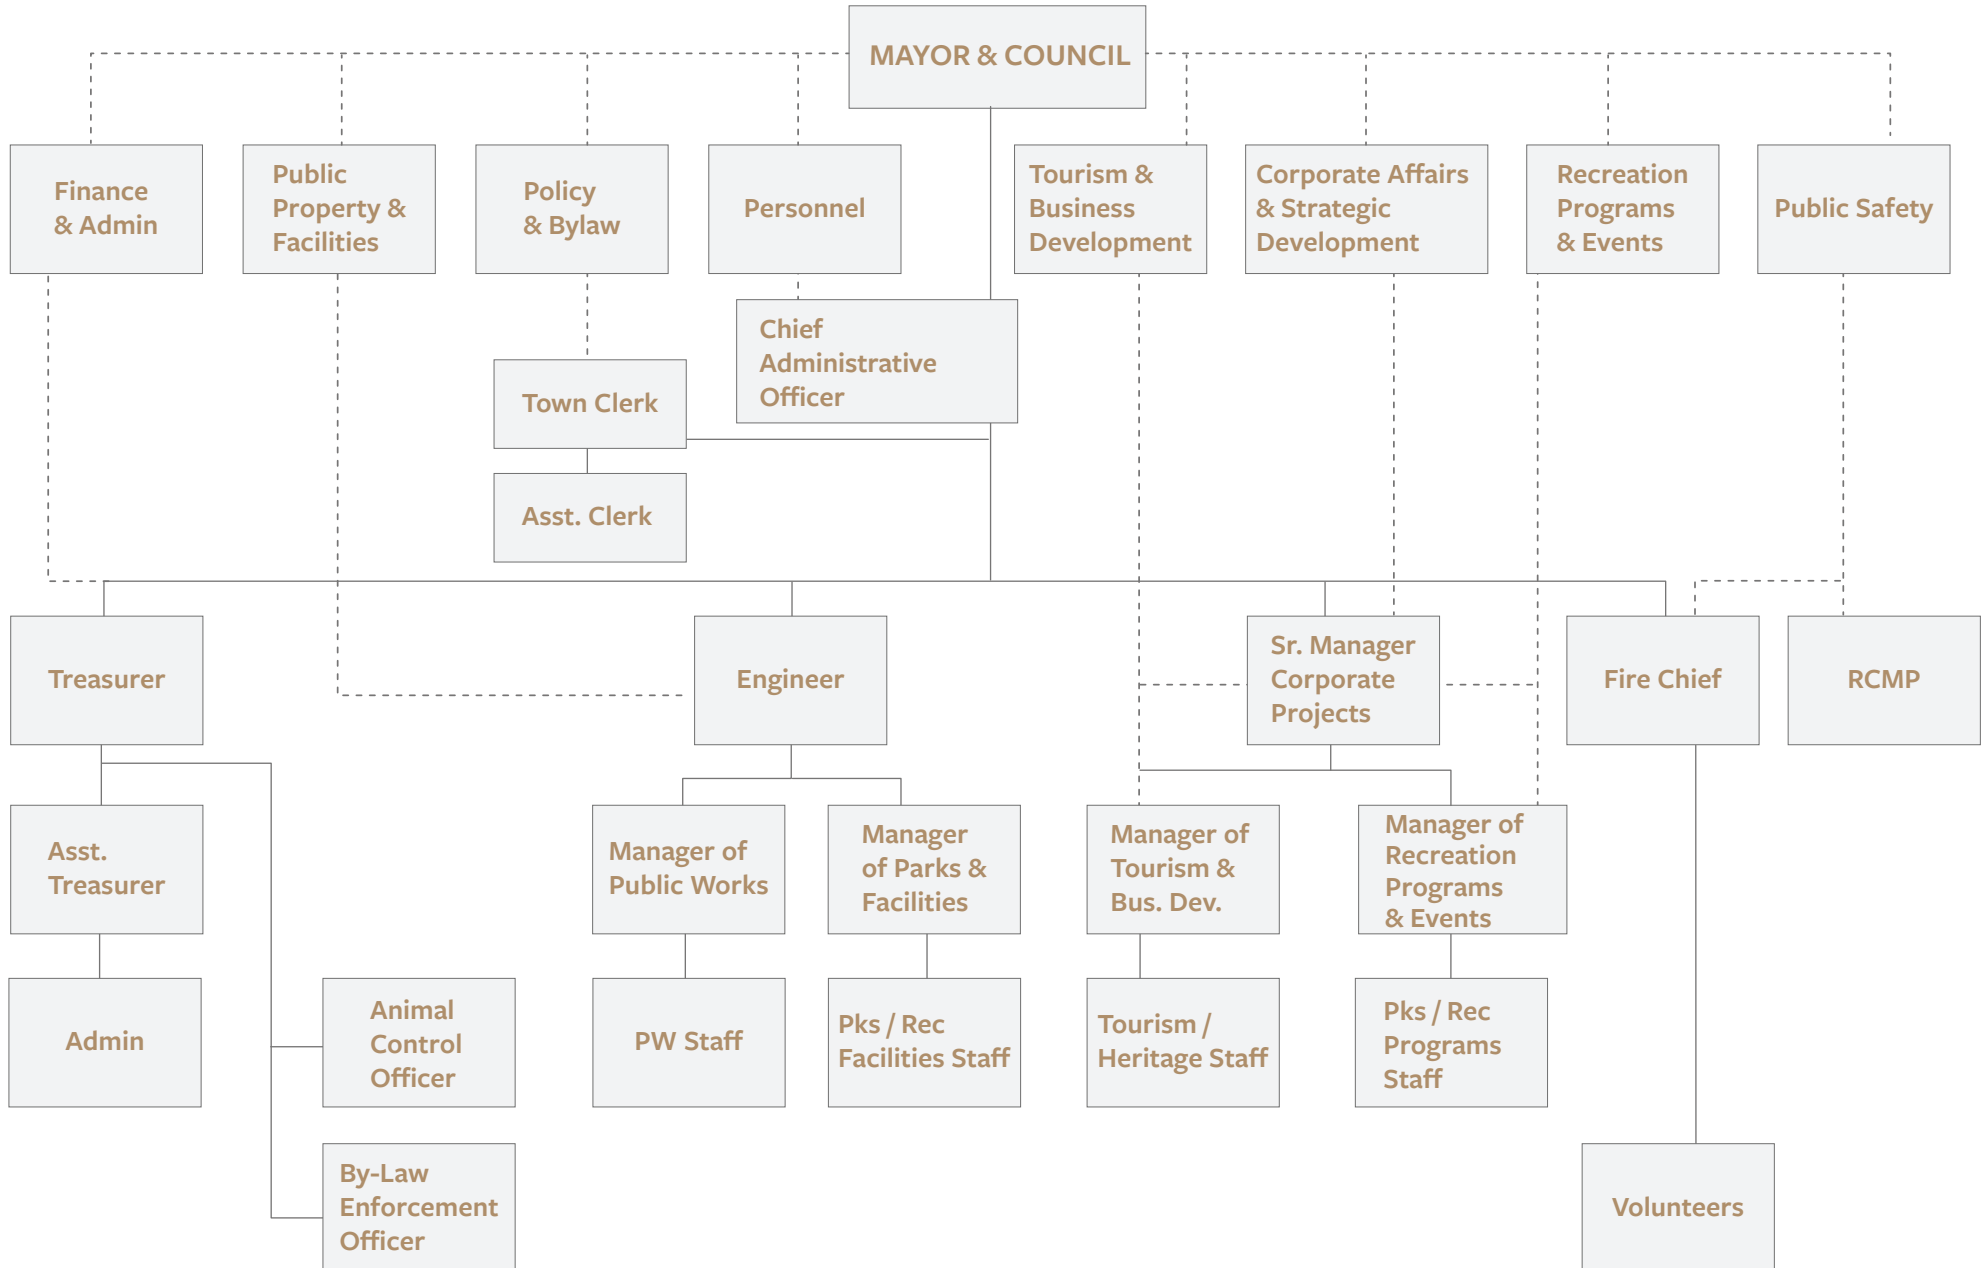 MAYOR & COUNCIL
Finance
& Admin
Public
Property &
Facilities
Policy
& Bylaw
Personnel
Tourism &
Business
Development
Corporate Affairs
& Strategic
Development
Recreation
Programs
& Events
Public Safety
Chief
Administrative
Officer
Town Clerk
Asst. Clerk
Treasurer
Engineer
Sr. Manager
Corporate
Projects
Fire Chief
RCMP
Asst.
Treasurer
Manager of
Public Works
Manager
of Parks &
Facilities
Manager of
Tourism &
Bus. Dev.
Manager of
Recreation
Programs
& Events
Admin
Animal
Control
Officer
PW Staff
Pks / Rec
Facilities Staff
Tourism /
Heritage Staff
Pks / Rec
Programs
Staff
By-Law
Enforcement
Officer
Volunteers